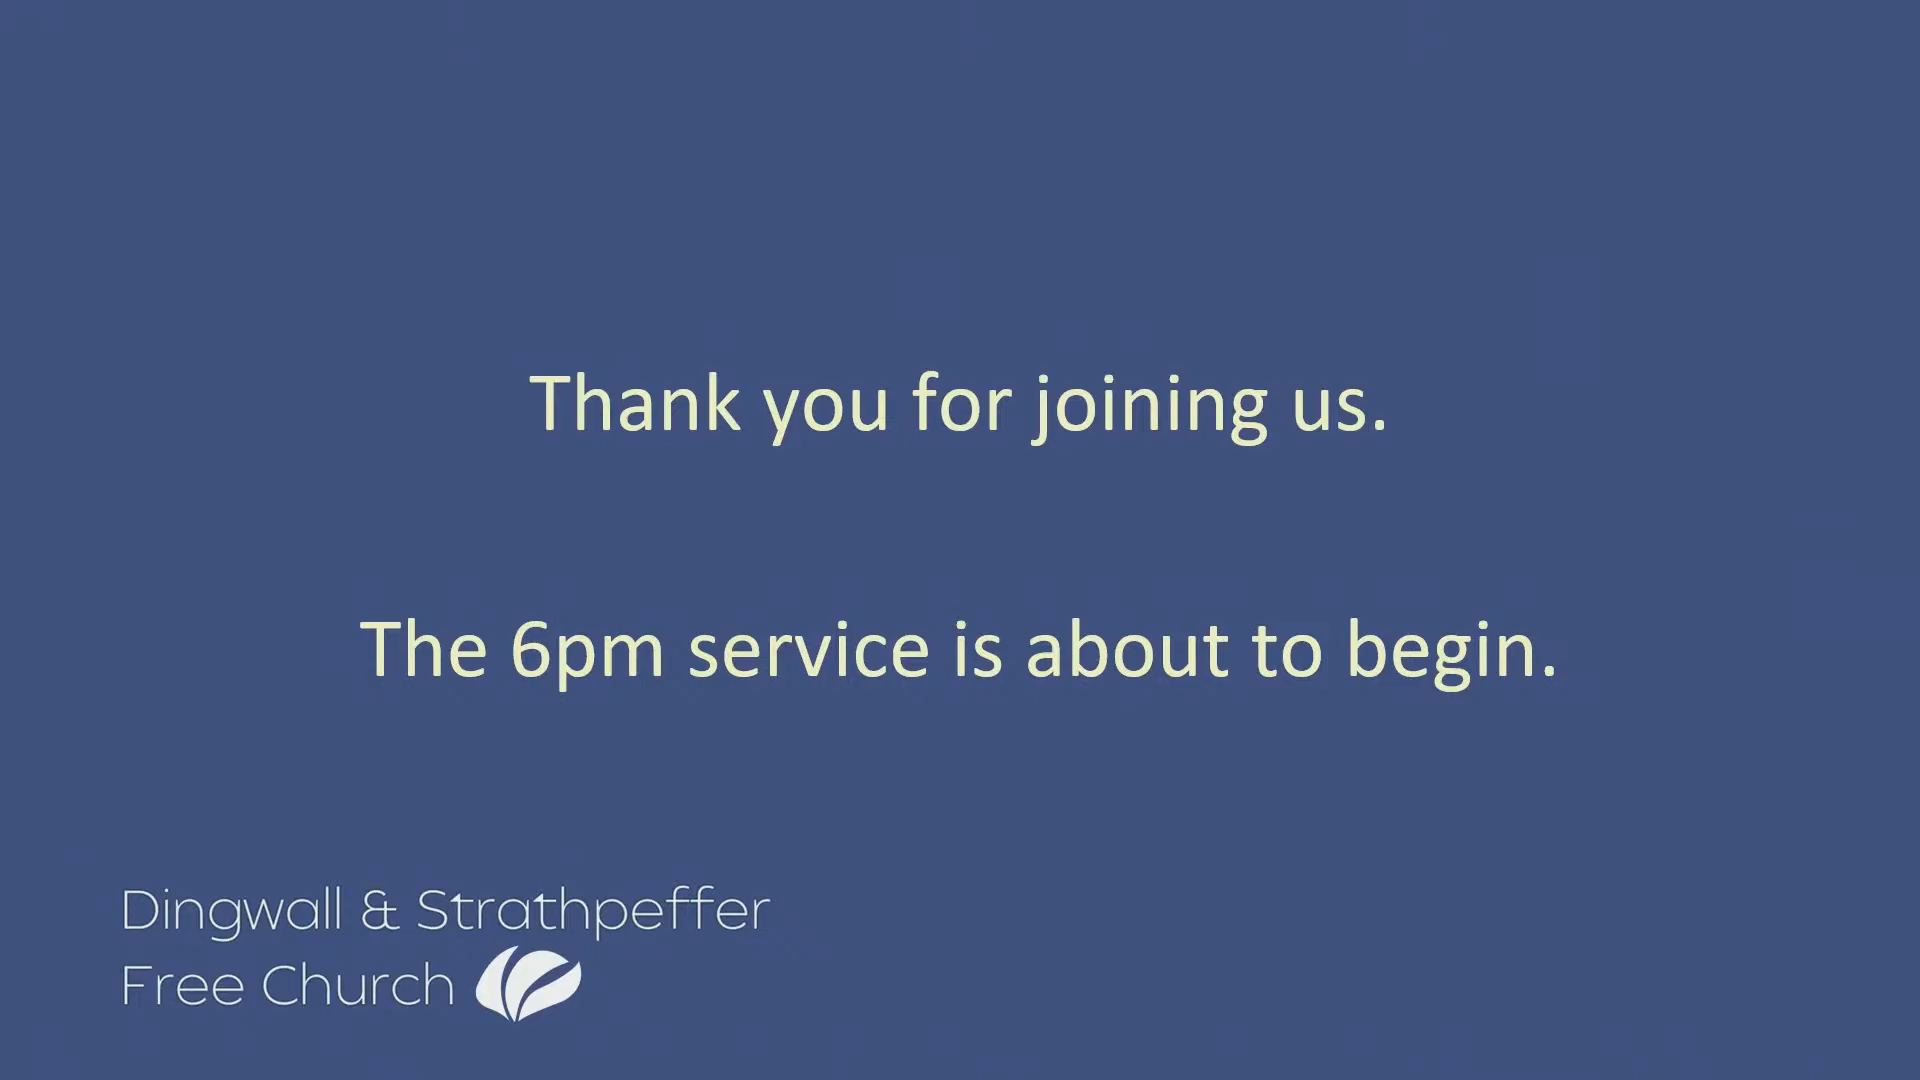 Thank you for joining us.
The 6pm service is about to begin.
Dingwall & Strathpeffer
Free Church